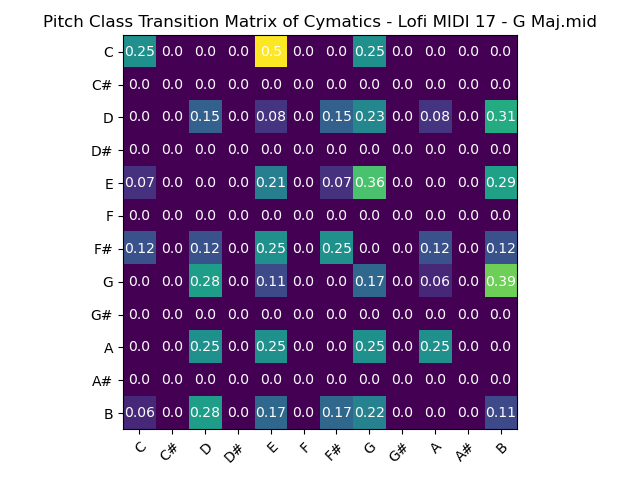 Pitch Class Transition Matrix of Cymatics - Lofi MIDI 17 - G Maj.mid
C 0.25 0.0 0.0 0.0 0.5 0.0 0.0 0.25 0.0 0.0 0.0 0.0
C# 0.0 0.0 0.0 0.0 0.0 0.0 0.0 0.0 0.0 0.0 0.0 0.0
D 0.0 0.0 0.15 0.0 0.08 0.0 0.15 0.23 0.0 0.08 0.0 0.31
D# 0.0 0.0 0.0 0.0 0.0 0.0 0.0 0.0 0.0 0.0 0.0 0.0
E 0.07 0.0 0.0 0.0 0.21 0.0 0.07 0.36 0.0 0.0 0.0 0.29
F 0.0 0.0 0.0 0.0 0.0 0.0 0.0 0.0 0.0 0.0 0.0 0.0
F# 0.12 0.0 0.12 0.0 0.25 0.0 0.25 0.0 0.0 0.12 0.0 0.12
G 0.0 0.0 0.28 0.0 0.11 0.0 0.0 0.17 0.0 0.06 0.0 0.39
G# 0.0 0.0 0.0 0.0 0.0 0.0 0.0 0.0 0.0 0.0 0.0 0.0
A 0.0 0.0 0.25 0.0 0.25 0.0 0.0 0.25 0.0 0.25 0.0 0.0
A# 0.0 0.0 0.0 0.0 0.0 0.0 0.0 0.0 0.0 0.0 0.0 0.0
B 0.06 0.0 0.28 0.0 0.17 0.0 0.17 0.22 0.0 0.0 0.0 0.11
C C# D D# E F F# G G# A A# B